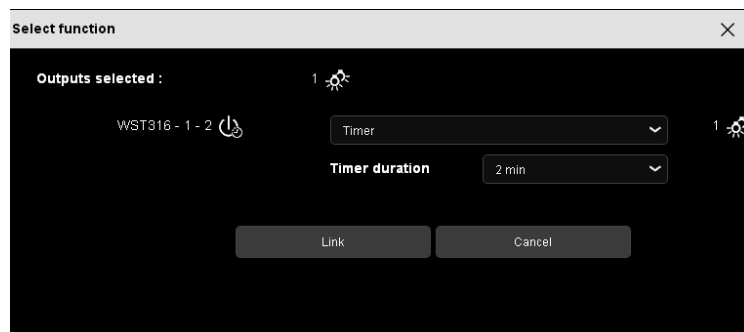 Select function
Outputs selected : 1
WST316 - 1 - 2 Timer 1
Timer duration 2 min
Link Cancel